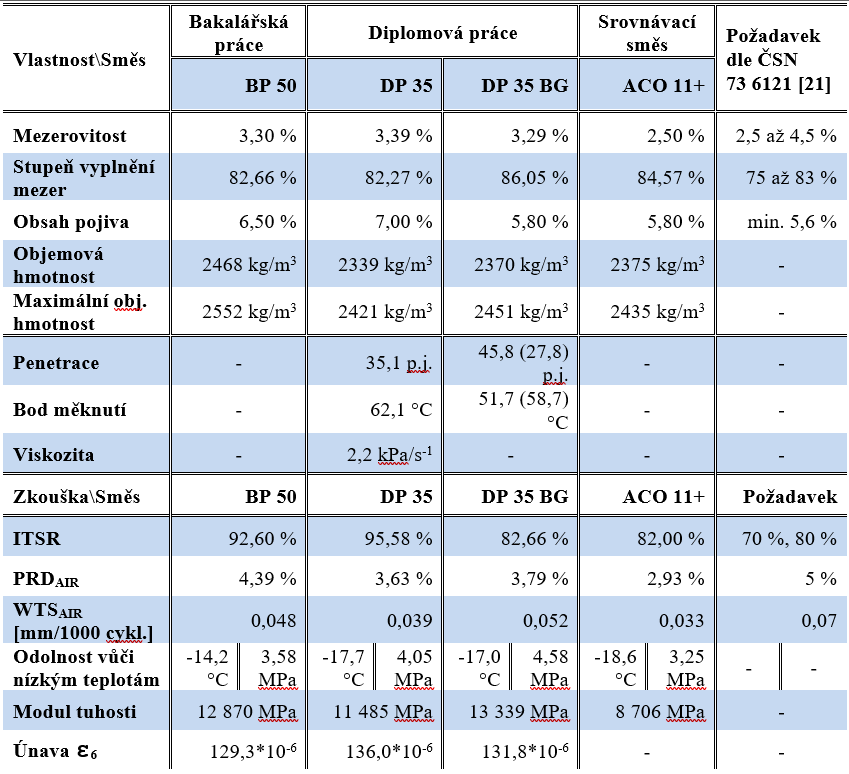 Vlastnost\Směs | Bakalářská práce | Diplomová práce | Srovnávací směs | Požadavek dle ČSN 73 6121 [21]
BP 50 | DP 35 | DP 35 BG | ACO 11+
Mezerovitost | 3,30 % | 3,39 % | 3,29 % | 2,50 % | 2,5 až 4,5 %
Stupeň vyplnění mezer | 82,66 % | 82,27 % | 86,05 % | 84,57 % | 75 až 83 %
Obsah pojiva | 6,50 % | 7,00 % | 5,80 % | 5,80 % | min. 5,6 %
Objemová hmotnost | 2468 kg/m³ | 2339 kg/m³ | 2370 kg/m³ | 2375 kg/m³ | -
Maximální obj. hmotnost | 2552 kg/m³ | 2421 kg/m³ | 2451 kg/m³ | 2435 kg/m³ | -
Penetrace | - | 35,1 p.j. | 45,8 (27,8) p.j. | - | -
Bod měknutí | - | 62,1 °C | 51,7 (58,7) °C | - | -
Viskozita | - | 2,2 kPa/s⁻¹ | - | - | -
Zkouška\Směs | BP 50 | DP 35 | DP 35 BG | ACO 11+ | Požadavek
ITSR | 92,60 % | 95,58 % | 82,66 % | 82,00 % | 70 %, 80 %
PRD_AIR | 4,39 % | 3,63 % | 3,79 % | 2,93 % | 5 %
WTS_AIR [mm/1000 cykl.] | 0,048 | 0,039 | 0,052 | 0,033 | 0,07
Odolnost vůči nízkým teplotám | -14,2 °C | 3,58 MPa | -17,7 °C | 4,05 MPa | -17,0 °C | 4,58 MPa | -18,6 °C | 3,25 MPa | - | -
Modul tuhosti | 12 870 MPa | 11 485 MPa | 13 339 MPa | 8 706 MPa | -
Únava ε₆ | 129,3*10⁻⁶ | 136,0*10⁻⁶ | 131,8*10⁻⁶ | - | -